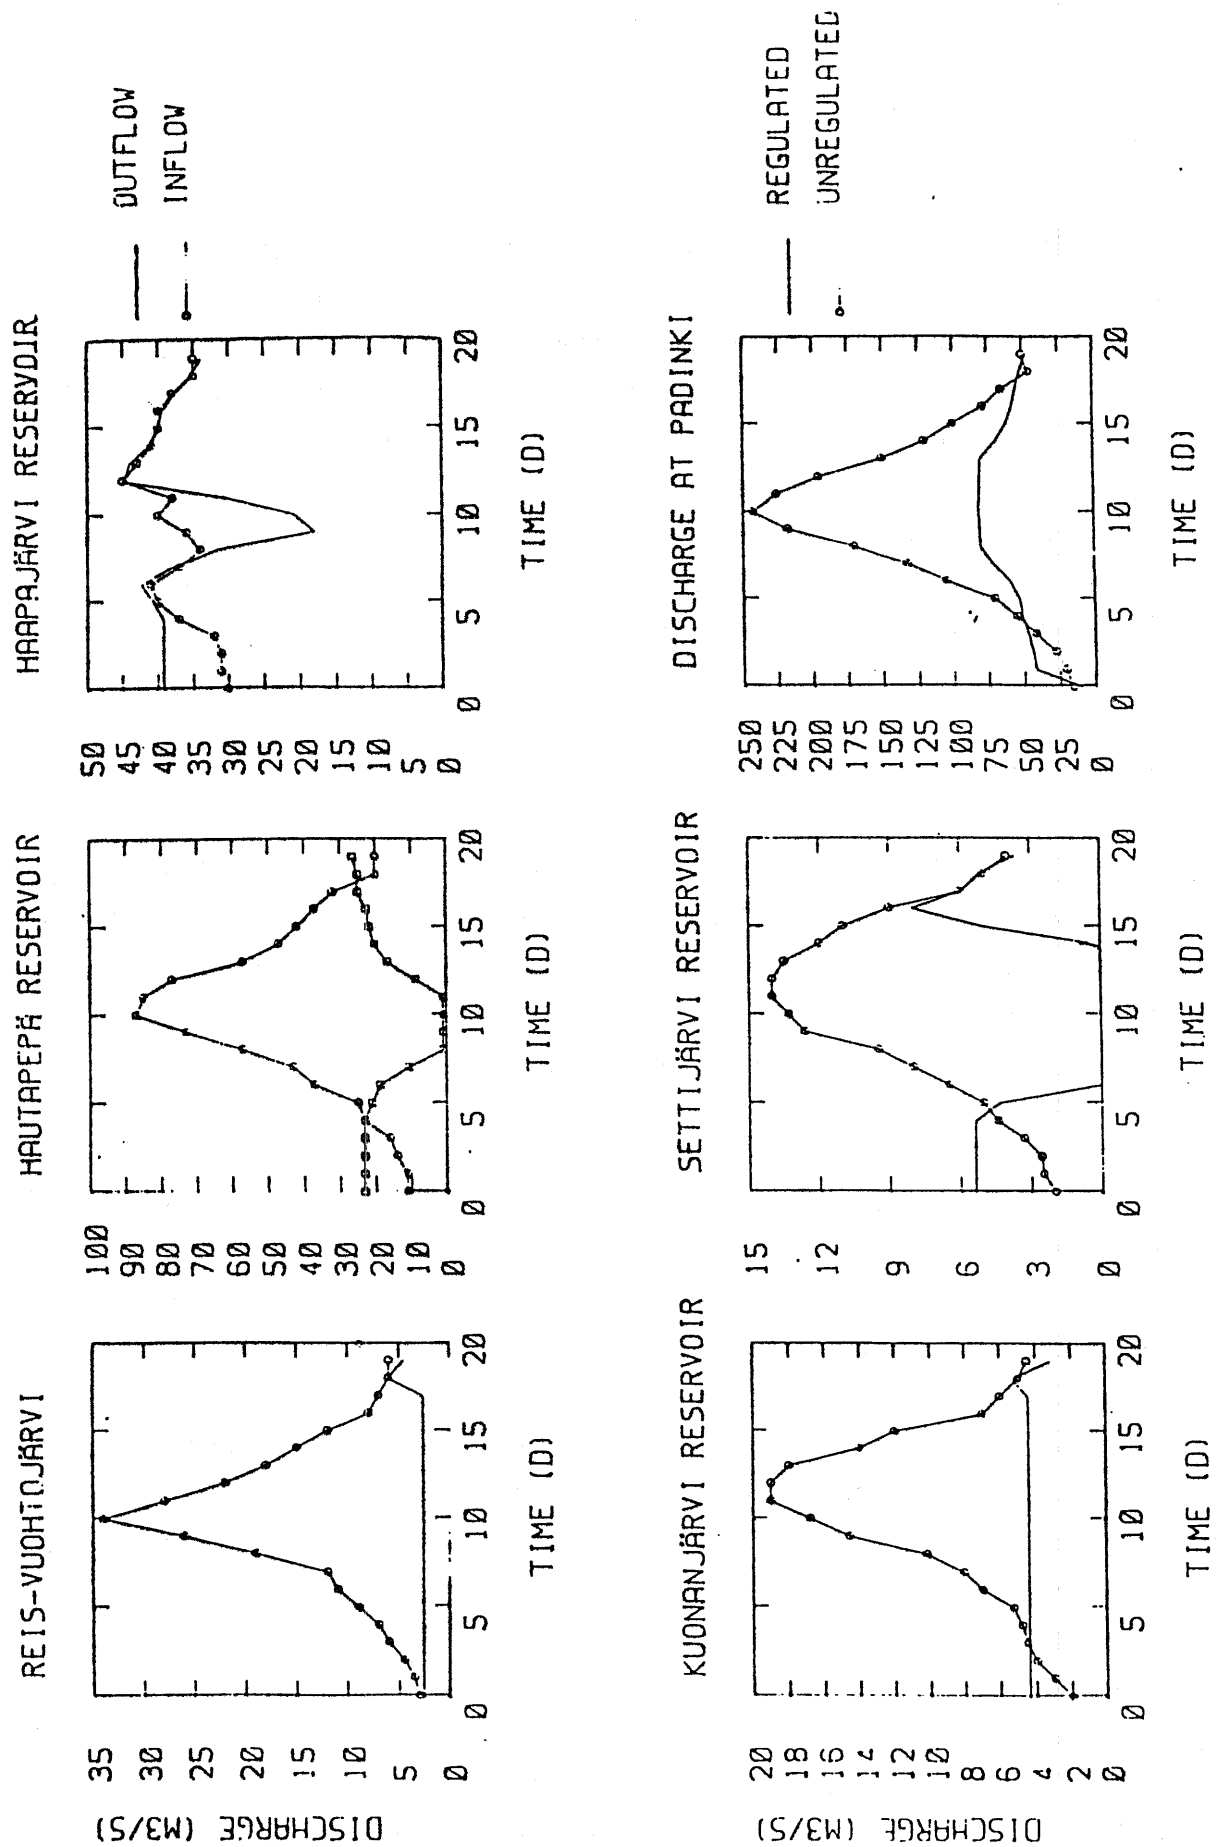 REIS-VUOHTOJÄRVI
DISCHARGE (M3/S)
35
30
25
20
15
10
5
0
0 5 10 15 20
TIME (D)
HAUTAPEPÄ RESERVOIR
100
90
80
70
60
50
40
30
20
10
0
0 5 10 15 20
TIME (D)
HAAPAJÄRVI RESERVOIR
50
45
40
35
30
25
20
15
10
5
0
0 5 10 15 20
TIME (D)
OUTFLOW
INFLOW
KUONANJÄRVI RESERVOIR
DISCHARGE (M3/S)
20
18
16
14
12
10
8
6
4
2
0
0 5 10 15 20
TIME (D)
SETTIJÄRVI RESERVOIR
15
12
9
6
3
0
0 5 10 15 20
TIME (D)
DISCHARGE AT PADINKI
250
225
200
175
150
125
100
75
50
25
0
0 5 10 15 20
TIME (D)
REGULATED
UNREGULATED